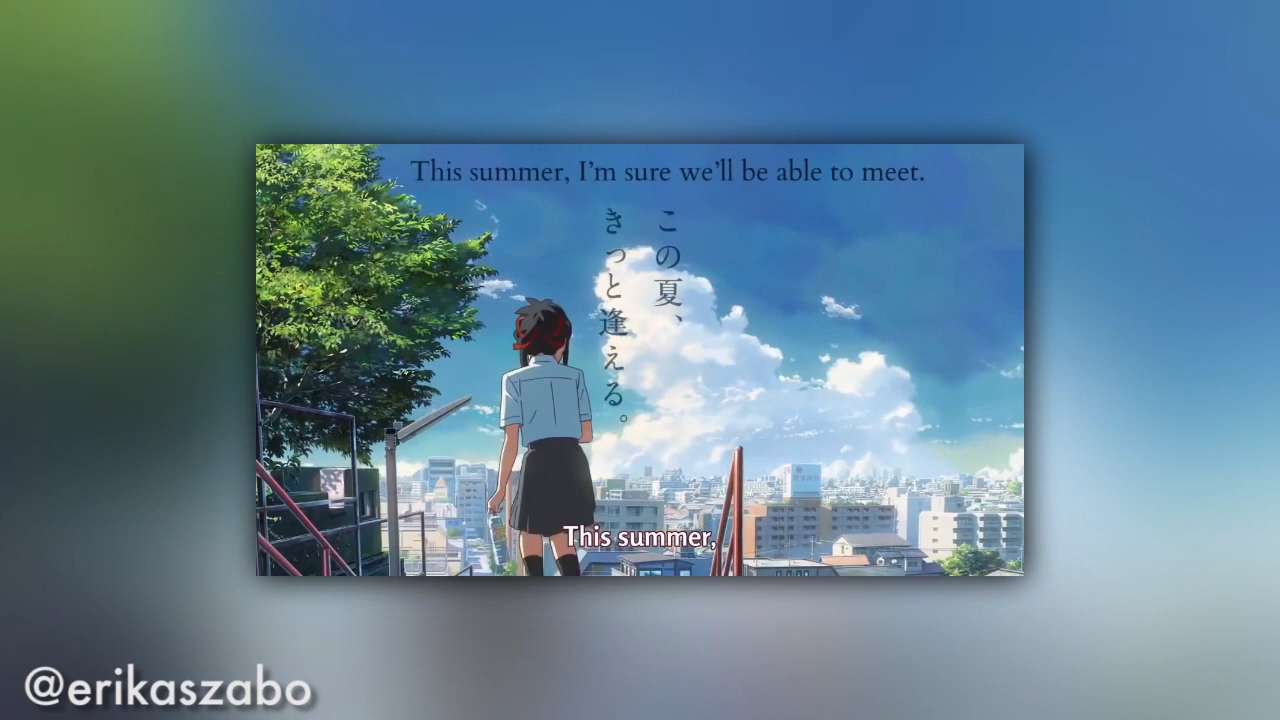 This summer, I'm sure we'll be able to meet.
この夏、
きっと逢える。
This summer,
@erikaszabo